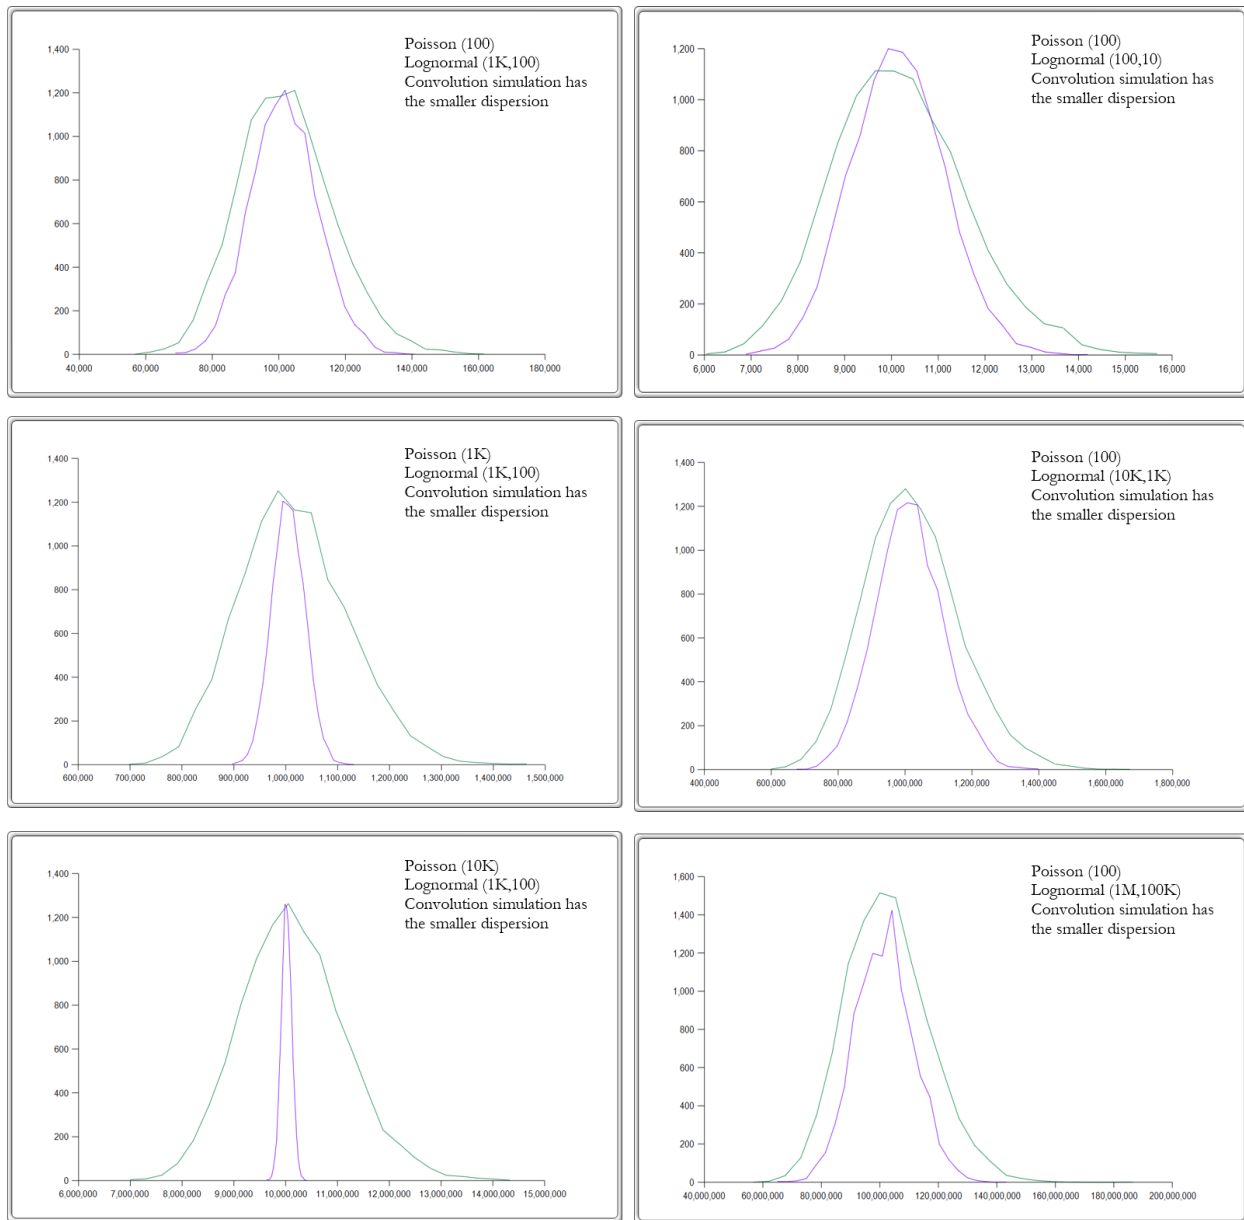 Poisson (100)
Lognormal (1K,100)
Convolution simulation has
the smaller dispersion
1,400
1,200
1,000
800
600
400
200
0
40,000 60,000 80,000 100,000 120,000 140,000 160,000 180,000
Poisson (100)
Lognormal (100,10)
Convolution simulation has
the smaller dispersion
1,200
1,000
800
600
400
200
0
6,000 7,000 8,000 9,000 10,000 11,000 12,000 13,000 14,000 15,000 16,000
Poisson (1K)
Lognormal (1K,100)
Convolution simulation has
the smaller dispersion
1,400
1,200
1,000
800
600
400
200
0
600,000 700,000 800,000 900,000 1,000,000 1,100,000 1,200,000 1,300,000 1,400,000 1,500,000
Poisson (100)
Lognormal (10K,1K)
Convolution simulation has
the smaller dispersion
1,400
1,200
1,000
800
600
400
200
0
400,000 600,000 800,000 1,000,000 1,200,000 1,400,000 1,600,000 1,800,000
Poisson (10K)
Lognormal (1K,100)
Convolution simulation has
the smaller dispersion
1,400
1,200
1,000
800
600
400
200
0
6,000,000 7,000,000 8,000,000 9,000,000 10,000,000 11,000,000 12,000,000 13,000,000 14,000,000 15,000,000
Poisson (100)
Lognormal (1M,100K)
Convolution simulation has
the smaller dispersion
1,600
1,400
1,200
1,000
800
600
400
200
0
40,000,000 60,000,000 80,000,000 100,000,000 120,000,000 140,000,000 160,000,000 180,000,000 200,000,000